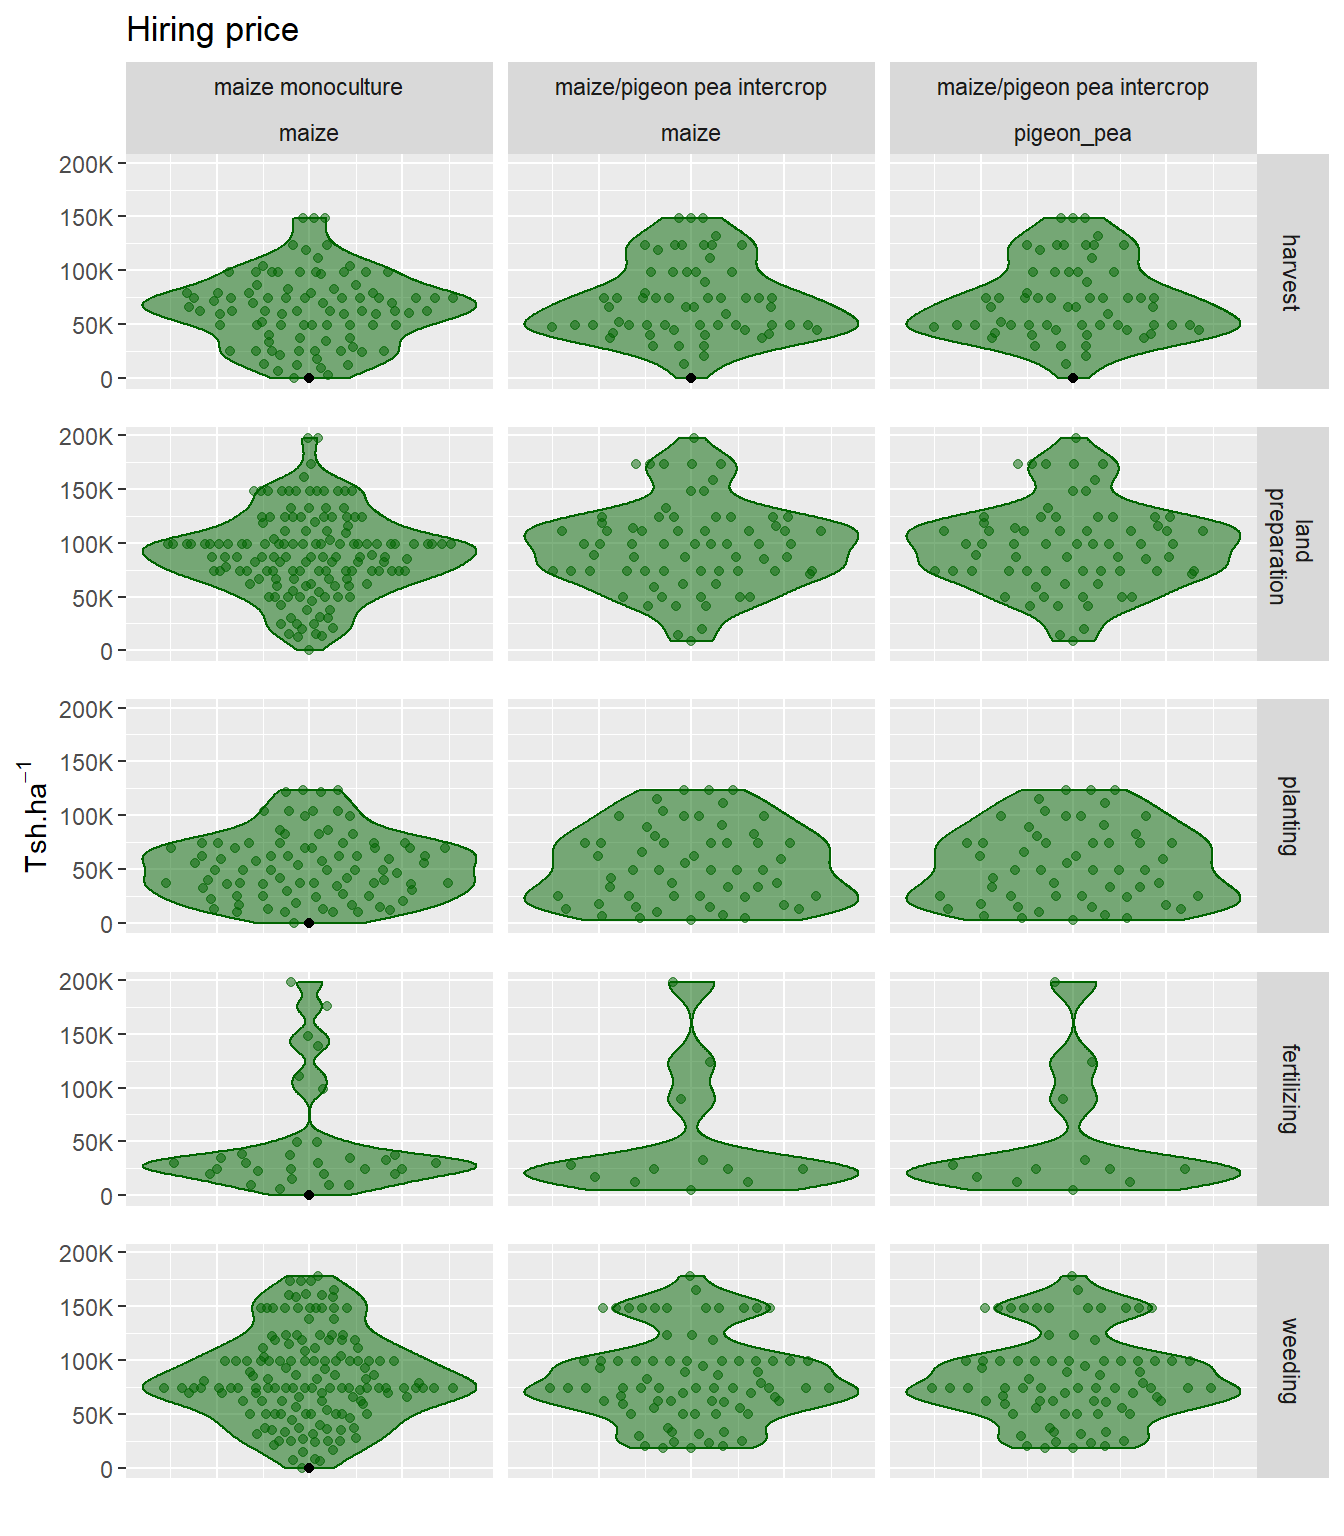 Hiring price
maize monoculture
maize
maize/pigeon pea intercrop
maize
maize/pigeon pea intercrop
pigeon_pea
Tsh.ha⁻¹
200K
150K
100K
50K
0
harvest
200K
150K
100K
50K
0
land
preparation
200K
150K
100K
50K
0
planting
200K
150K
100K
50K
0
fertilizing
200K
150K
100K
50K
0
weeding